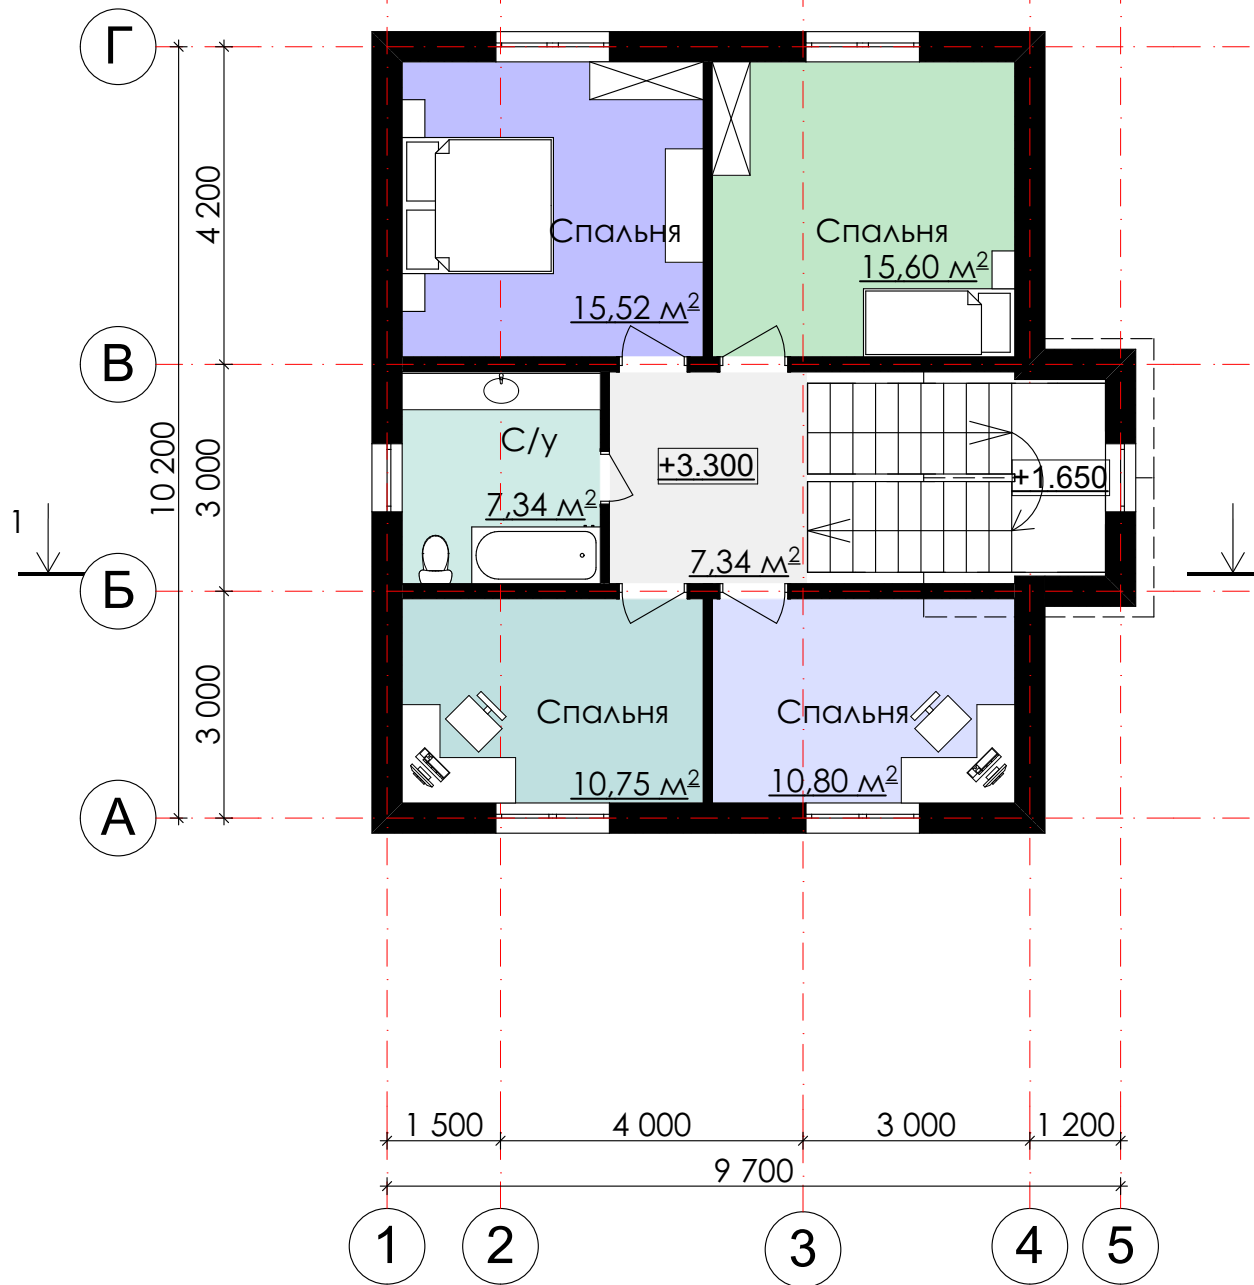 Г
4 200
Спальня
Спальня
15,60 м²
15,52 м²
В
10 200
3 000
С/у
+3.300
+1.650
7,34 м²
1
7,34 м²
Б
3 000
Спальня
Спальня
10,75 м²
10,80 м²
А
1 500
4 000
3 000
1 200
9 700
1
2
3
4
5